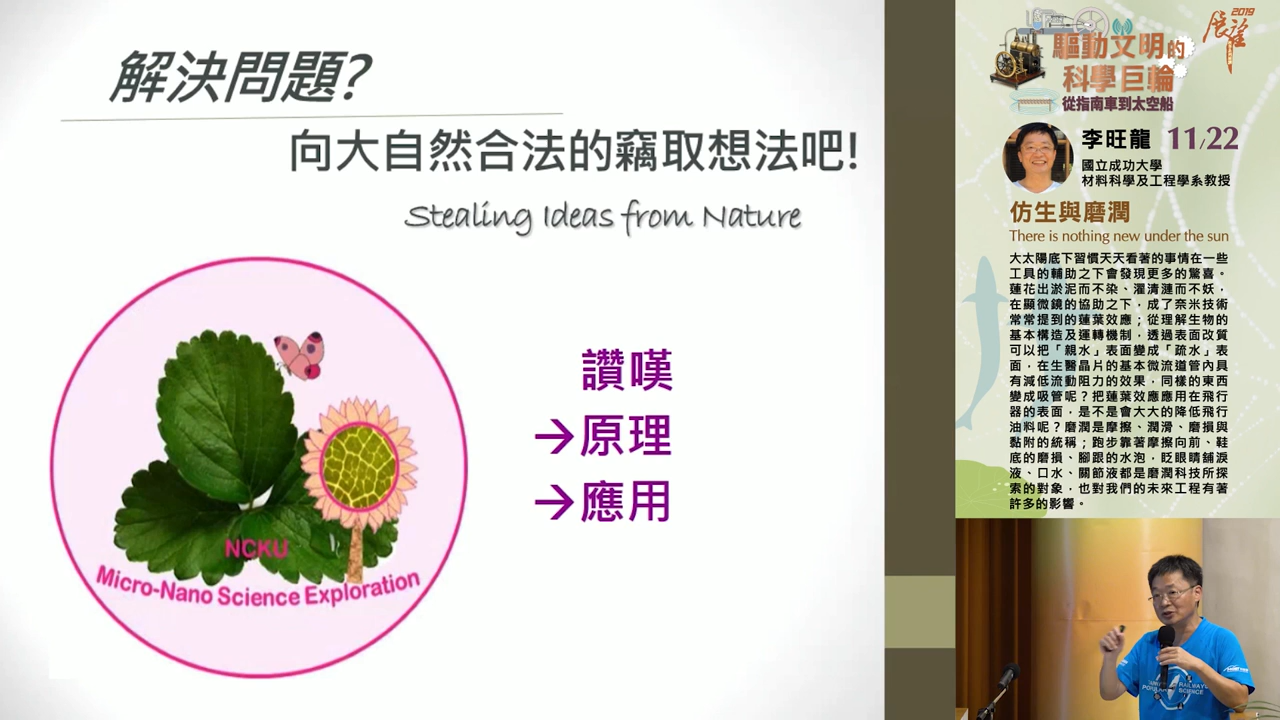 解決問題?
向大自然合法的竊取想法吧!
Stealing Ideas from Nature
讚嘆
→原理
→應用
NCKU
Micro-Nano Science Exploration
2019
展望
驅動文明的
科學巨輪
從指南車到太空船
李旺龍 11/22
國立成功大學
材料科學及工程學系教授
仿生與磨潤
There is nothing new under the sun
大太陽底下習慣天天看著的事情在一些
工具的輔助之下會發現更多的驚喜。
蓮花出淤泥而不染、濯清漣而不妖，
在顯微鏡的協助之下，成了奈米技術
常常提到的蓮葉效應；從理解生物的
基本構造及運轉機制，透過表面改質
可以把「親水」表面變成「疏水」表
面，在生醫晶片的基本微流道管內具
有減低流動阻力的效果，同樣的東西
變成吸管呢？把蓮葉效應應用在飛行
器的表面，是不是會大大的降低飛行
油料呢？磨潤是摩擦、潤滑、磨損與
黏附的統稱；跑步靠著摩擦向前、鞋
底的磨損、腳跟的水泡，眨眼睛舖淚
液、口水、關節液都是磨潤科技所探
索的對象，也對我們的未來工程有著
許多的影響。
RAILWAY
SCIENCE